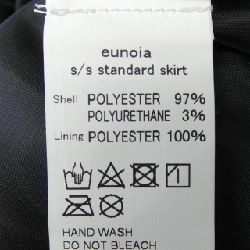 eunoia
s/s standard skirt
Shell POLYESTER 97%
POLYURETHANE 3%
Lining POLYESTER 100%
HAND WASH
DO NOT BLEACH